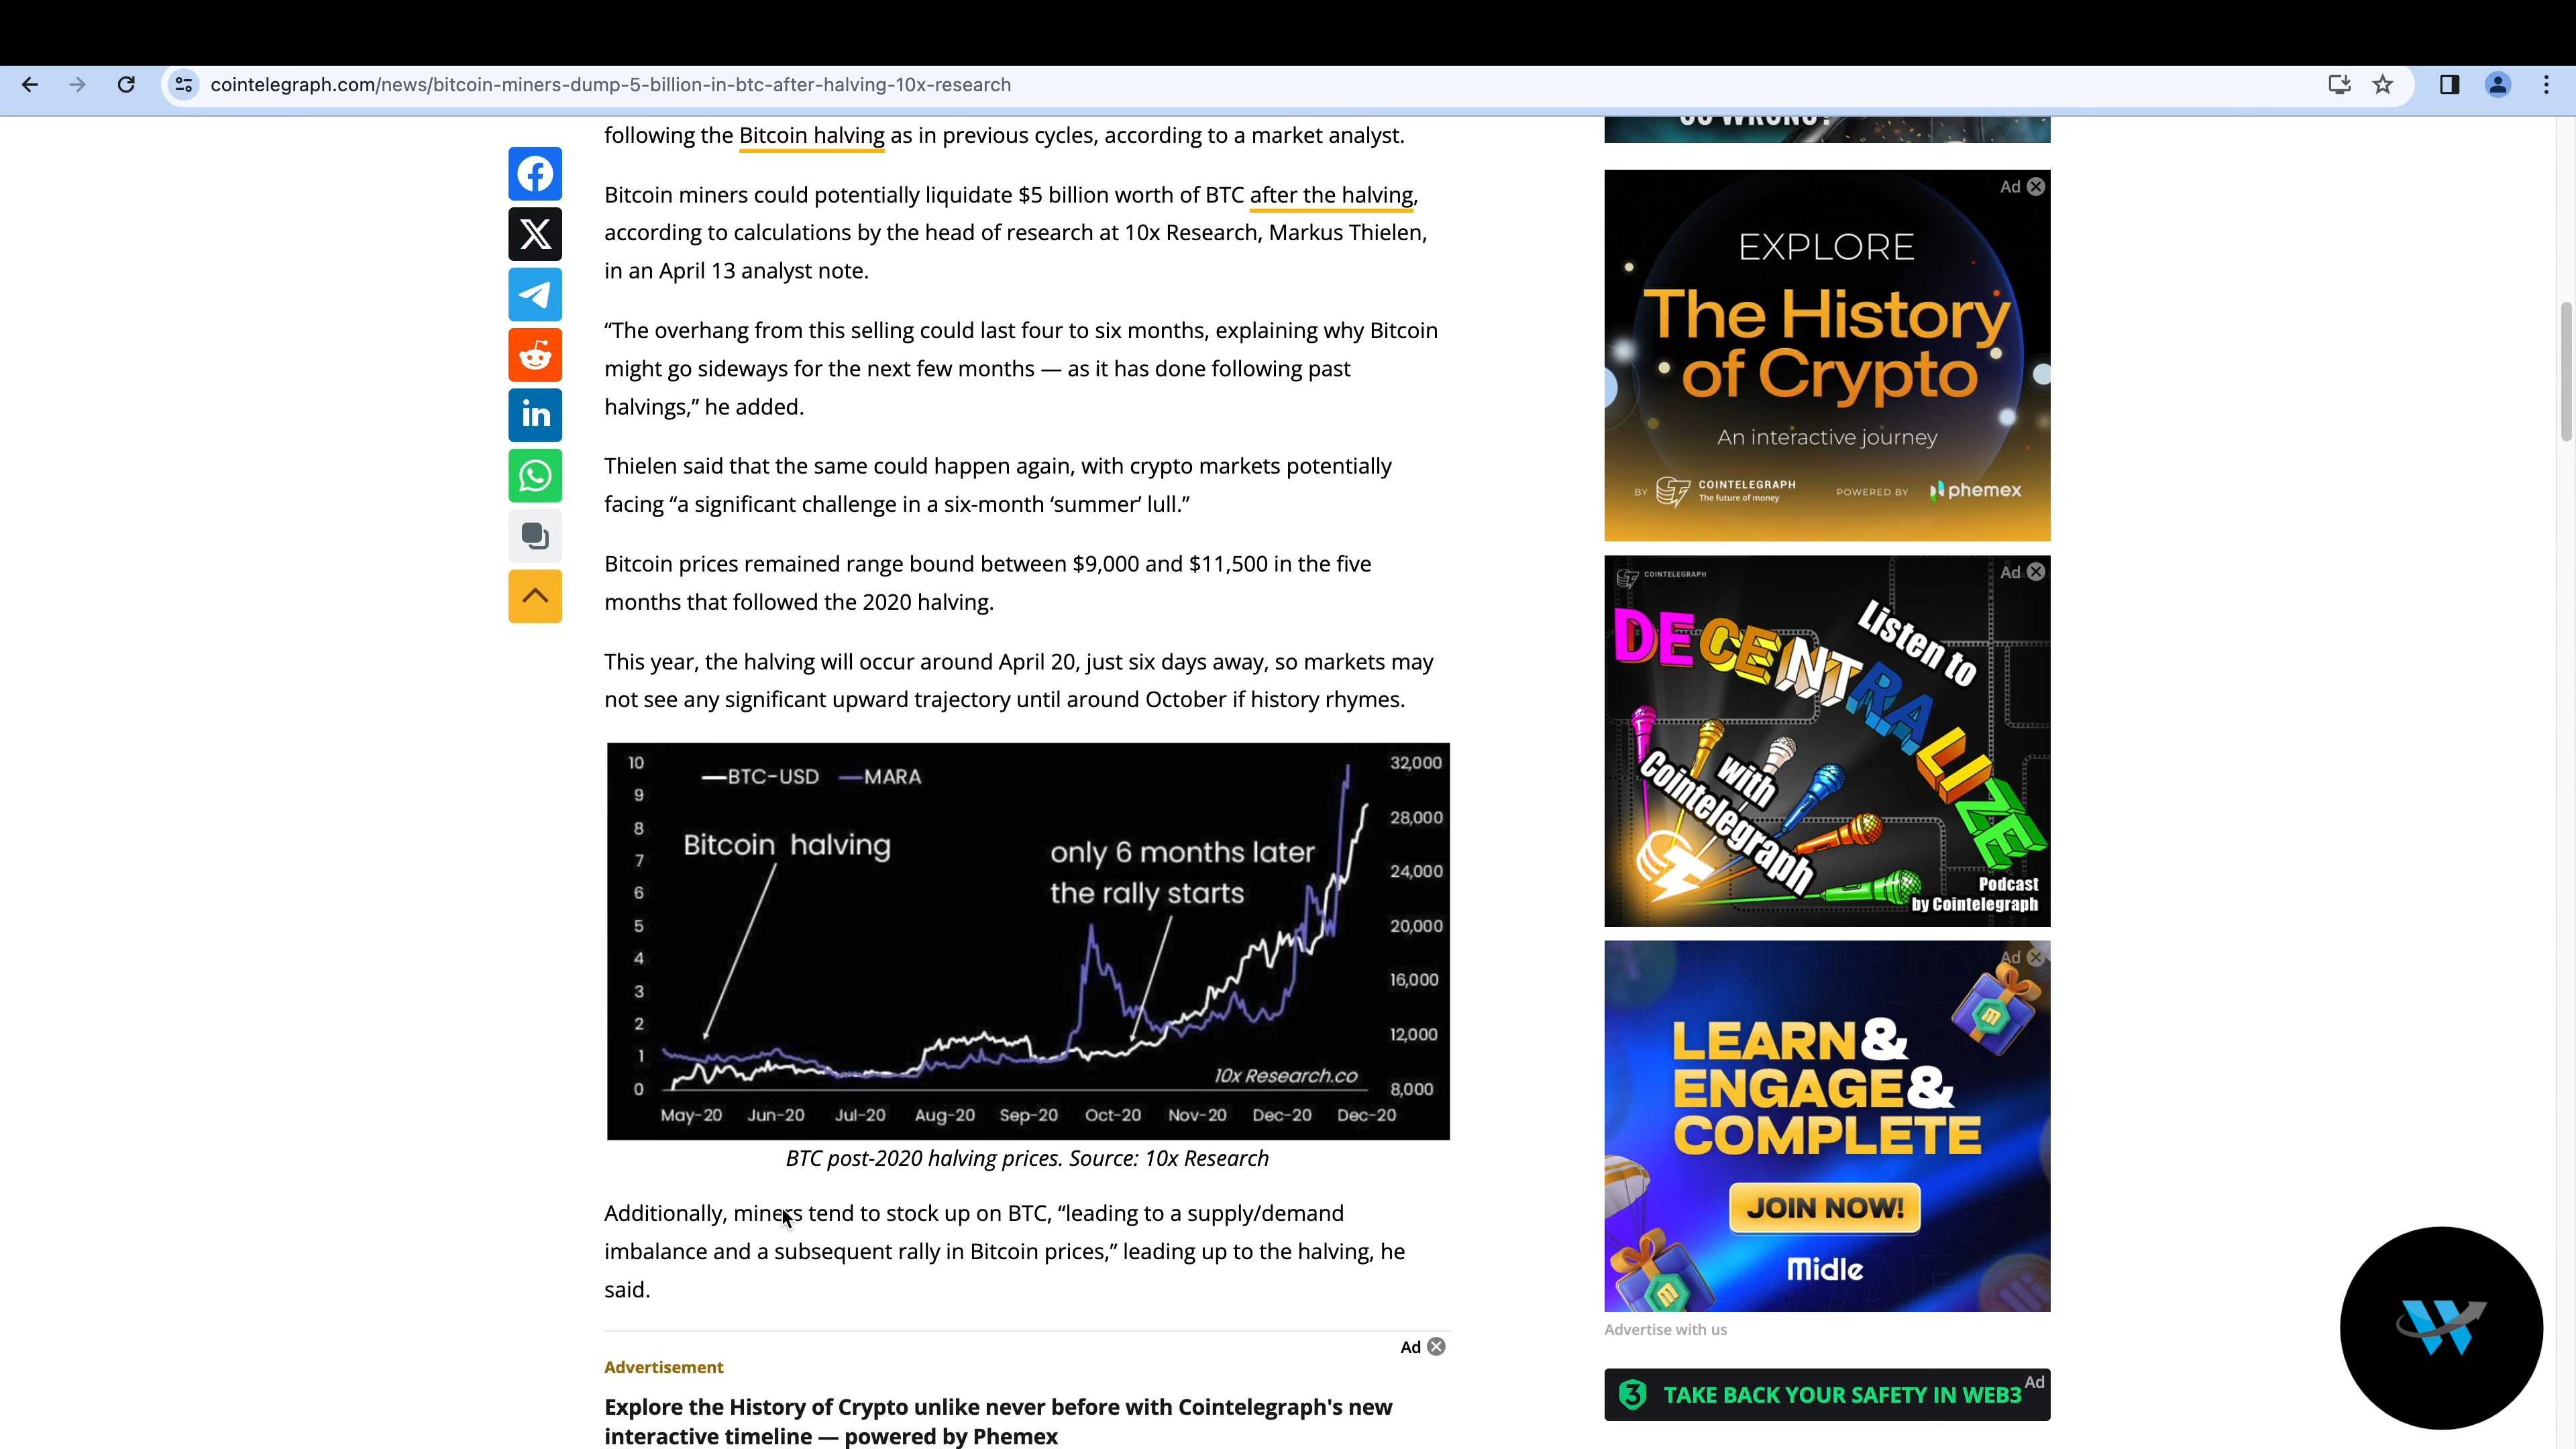 cointelegraph.com/news/bitcoin-miners-dump-5-billion-in-btc-after-halving-10x-research
following the Bitcoin halving as in previous cycles, according to a market analyst.
Bitcoin miners could potentially liquidate $5 billion worth of BTC after the halving,
according to calculations by the head of research at 10x Research, Markus Thielen,
in an April 13 analyst note.
“The overhang from this selling could last four to six months, explaining why Bitcoin
might go sideways for the next few months — as it has done following past
halvings,” he added.
Thielen said that the same could happen again, with crypto markets potentially
facing “a significant challenge in a six-month ‘summer’ lull.”
Bitcoin prices remained range bound between $9,000 and $11,500 in the five
months that followed the 2020 halving.
This year, the halving will occur around April 20, just six days away, so markets may
not see any significant upward trajectory until around October if history rhymes.
BTC-USD MARA
Bitcoin halving
only 6 months later
the rally starts
10
9
8
7
6
5
4
3
2
1
0
32,000
28,000
24,000
20,000
16,000
12,000
8,000
10x Research.co
May-20 Jun-20 Jul-20 Aug-20 Sep-20 Oct-20 Nov-20 Dec-20 Dec-20
BTC post-2020 halving prices. Source: 10x Research
Additionally, miners tend to stock up on BTC, “leading to a supply/demand
imbalance and a subsequent rally in Bitcoin prices,” leading up to the halving, he
said.
Ad
Advertisement
Explore the History of Crypto unlike never before with Cointelegraph's new
interactive timeline — powered by Phemex
GO WRONG?
Ad
EXPLORE
The History
of Crypto
An interactive journey
BY COINTELEGRAPH
The future of money
POWERED BY phemex
COINTELEGRAPH
Ad
Listen to
DECENTRALIZE
with
Cointelegraph
Podcast
by Cointelegraph
Ad
LEARN&
ENGAGE&
COMPLETE
JOIN NOW!
Midle
Advertise with us
TAKE BACK YOUR SAFETY IN WEB3
Ad